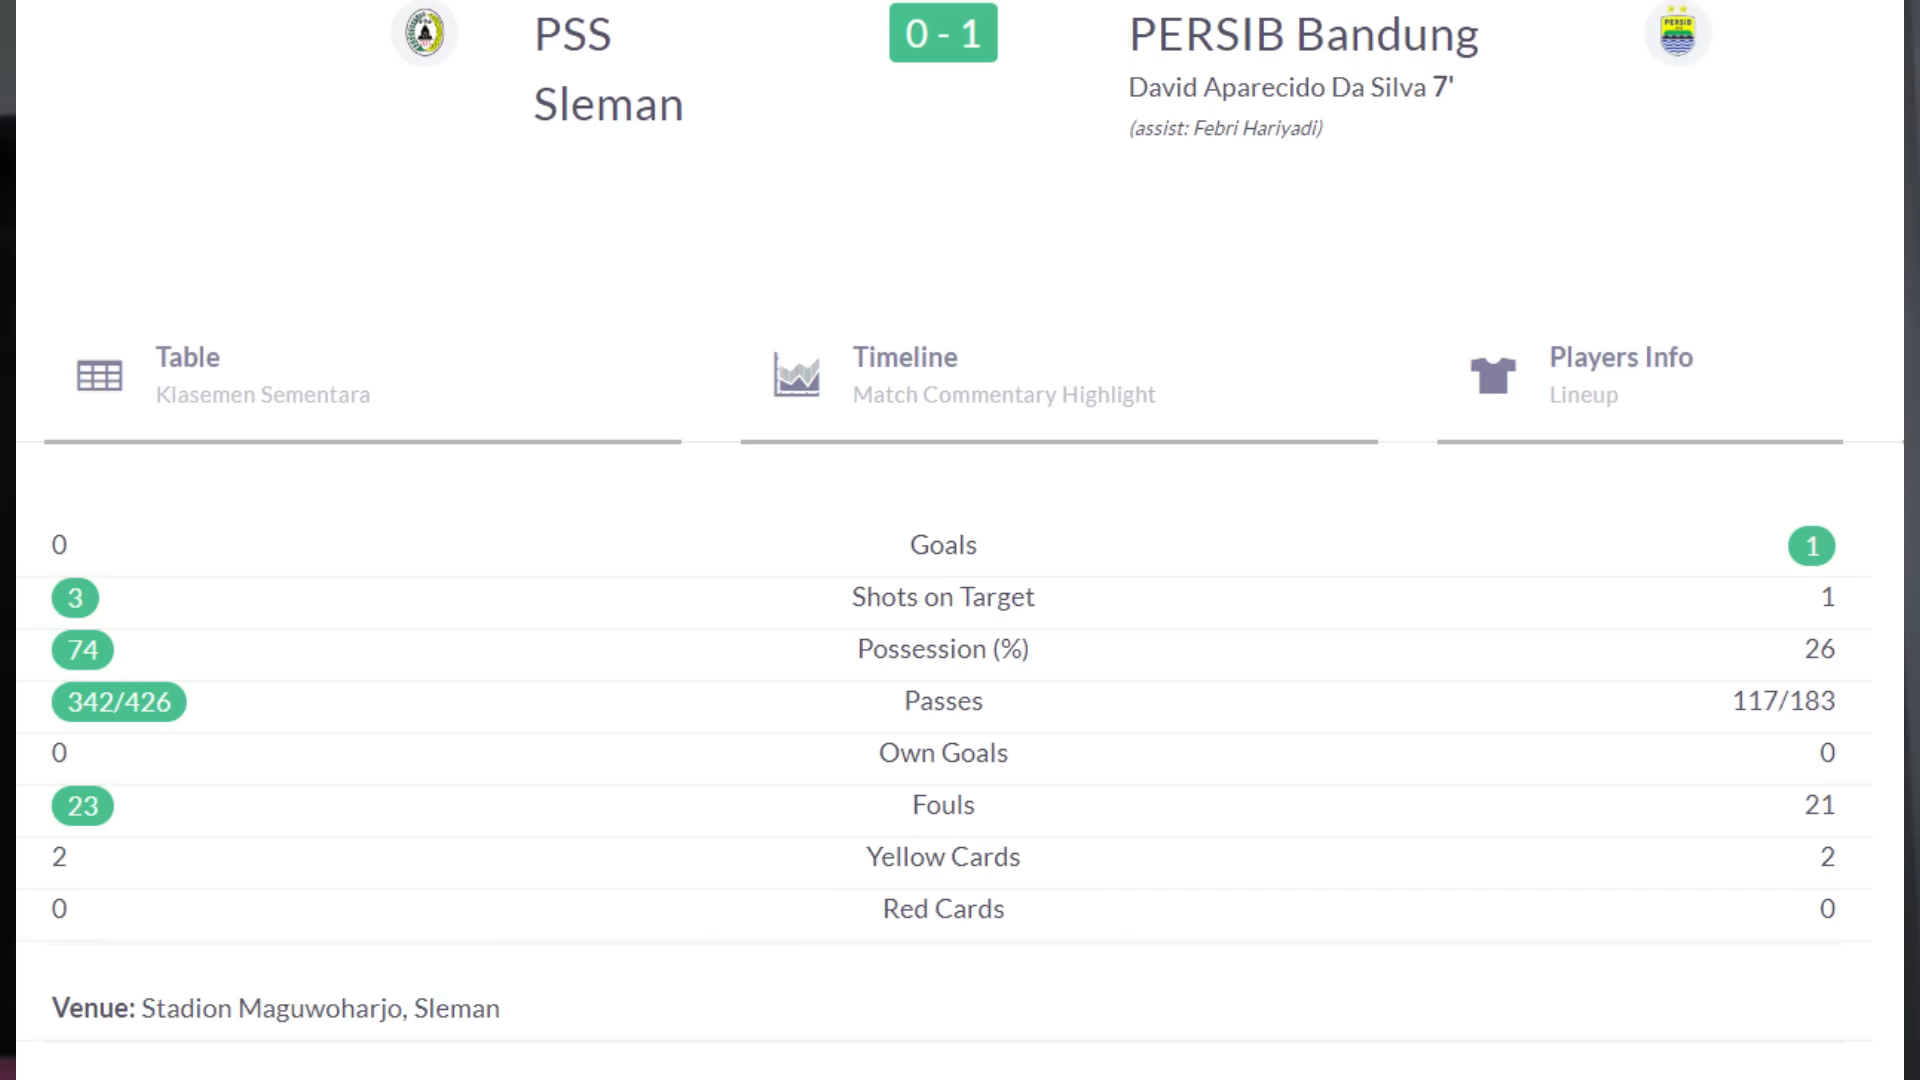 PSS
Sleman
0 - 1
PERSIB Bandung
David Aparecido Da Silva 7'
(assist: Febri Hariyadi)
PERSIB
Table
Klasemen Sementara
Timeline
Match Commentary Highlight
Players Info
Lineup
0 Goals 1
3 Shots on Target 1
74 Possession (%) 26
342/426 Passes 117/183
0 Own Goals 0
23 Fouls 21
2 Yellow Cards 2
0 Red Cards 0
Venue: Stadion Maguwoharjo, Sleman